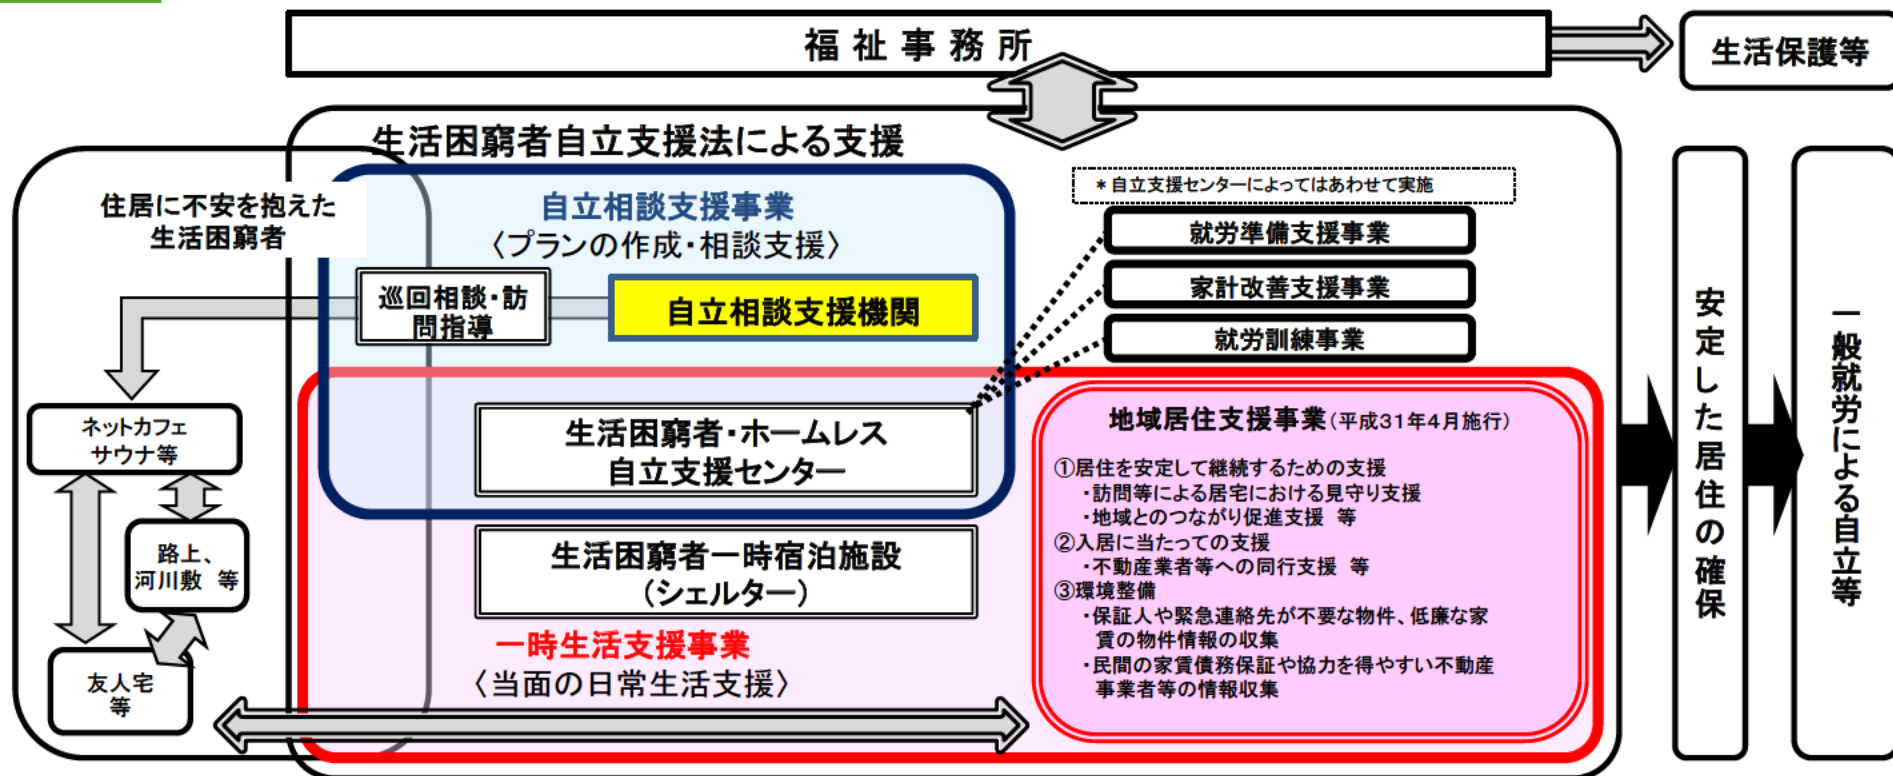 福祉事務所
生活保護等
生活困窮者自立支援法による支援
住居に不安を抱えた
生活困窮者
自立相談支援事業
〈プランの作成・相談支援〉
巡回相談・訪
問指導
自立相談支援機関
*自立支援センターによってはあわせて実施
就労準備支援事業
家計改善支援事業
就労訓練事業
ネットカフェ
サウナ等
路上、
河川敷 等
友人宅
等
生活困窮者・ホームレス
自立支援センター
生活困窮者一時宿泊施設
(シェルター)
一時生活支援事業
〈当面の日常生活支援〉
地域居住支援事業(平成31年4月施行)
①居住を安定して継続するための支援
・訪問等による居宅における見守り支援
・地域とのつながり促進支援 等
②入居に当たっての支援
・不動産業者等への同行支援 等
③環境整備
・保証人や緊急連絡先が不要な物件、低廉な家
賃の物件情報の収集
・民間の家賃債務保証や協力を得やすい不動産
事業者等の情報収集
安定した居住の確保
一般就労による自立等